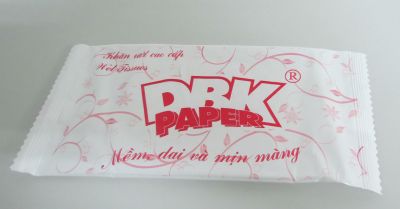 Khăn ướt cao cấp
Wet Tissues
DBK ®
PAPER
Mềm, dai và mịn màng